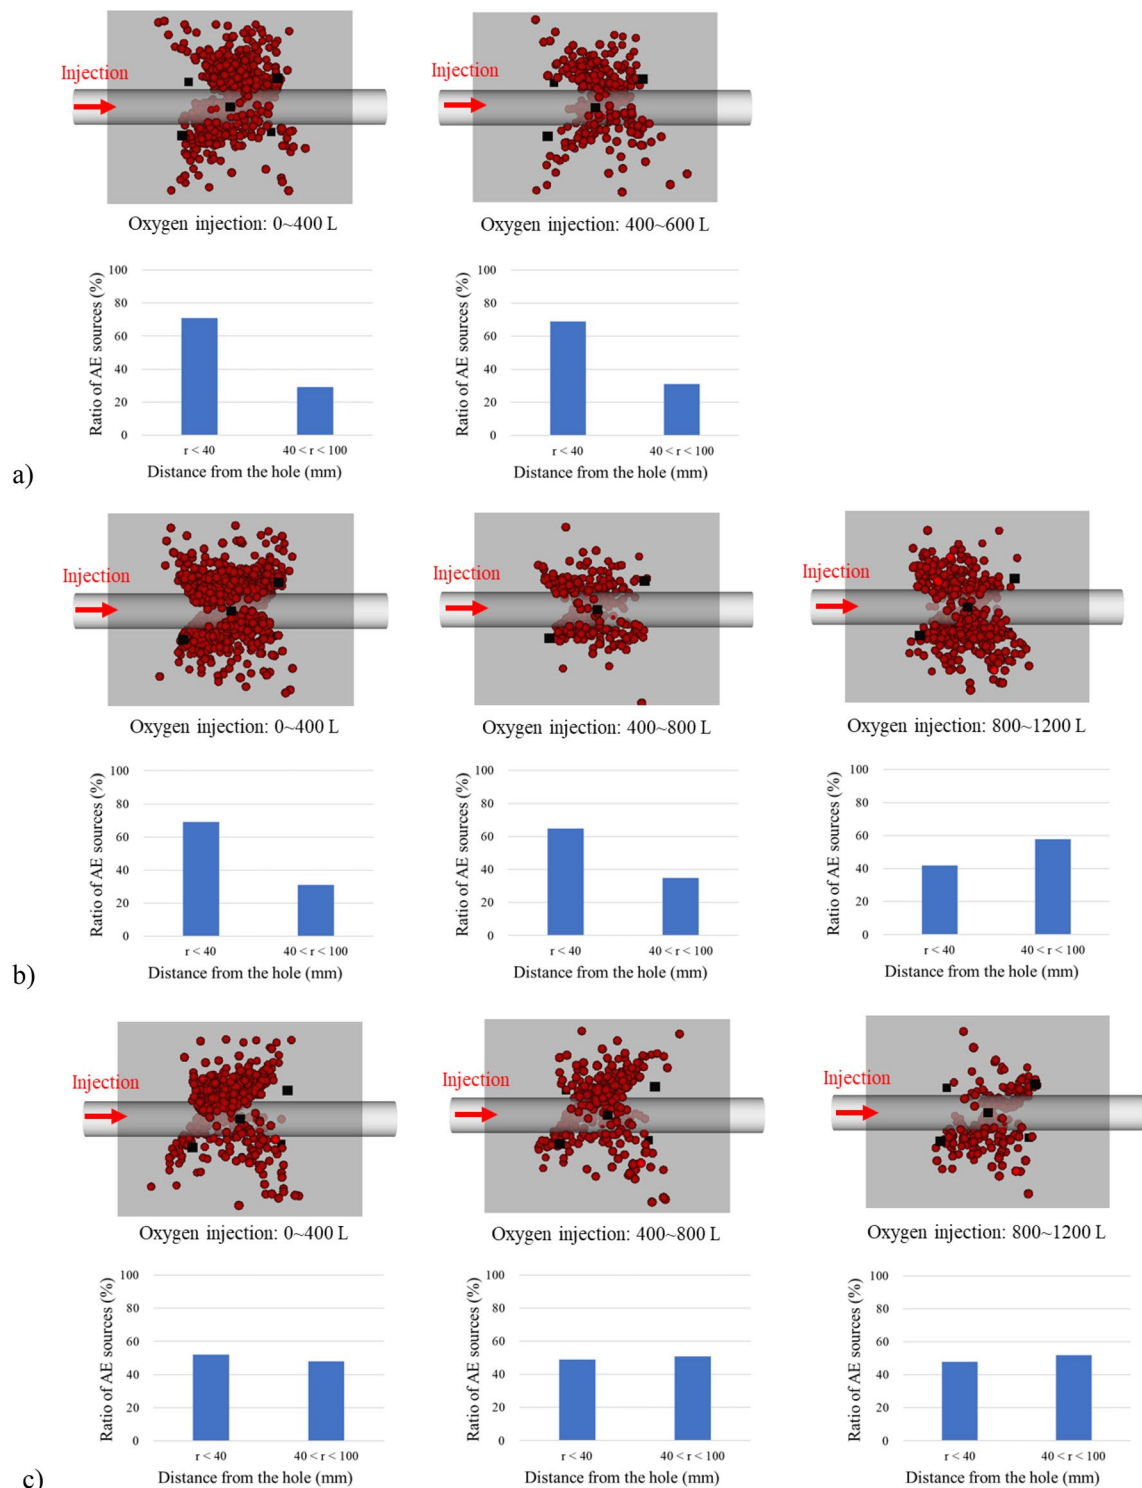 Injection
Injection
Oxygen injection: 0~400 L
Oxygen injection: 400~600 L
Ratio of AE sources (%)
100
80
60
40
20
0
r < 40
40 < r < 100
Distance from the hole (mm)
Ratio of AE sources (%)
100
80
60
40
20
0
r < 40
40 < r < 100
Distance from the hole (mm)
a)
Injection
Injection
Injection
Oxygen injection: 0~400 L
Oxygen injection: 400~800 L
Oxygen injection: 800~1200 L
Ratio of AE sources (%)
100
80
60
40
20
0
r < 40
40 < r < 100
Distance from the hole (mm)
Ratio of AE sources (%)
100
80
60
40
20
0
r < 40
40 < r < 100
Distance from the hole (mm)
Ratio of AE sources (%)
100
80
60
40
20
0
r < 40
40 < r < 100
Distance from the hole (mm)
b)
Injection
Injection
Injection
Oxygen injection: 0~400 L
Oxygen injection: 400~800 L
Oxygen injection: 800~1200 L
Ratio of AE sources (%)
100
80
60
40
20
0
r < 40
40 < r < 100
Distance from the hole (mm)
Ratio of AE sources (%)
100
80
60
40
20
0
r < 40
40 < r < 100
Distance from the hole (mm)
Ratio of AE sources (%)
100
80
60
40
20
0
r < 40
40 < r < 100
Distance from the hole (mm)
c)